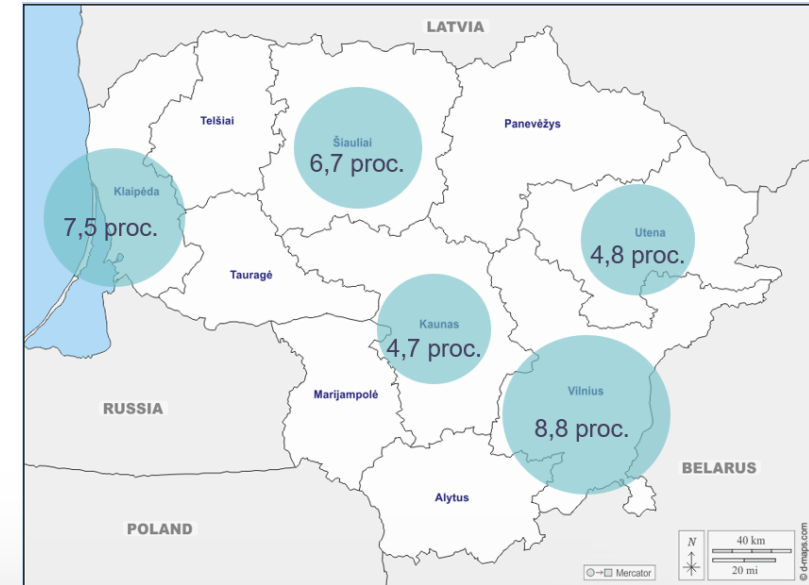 LATVIA
Telšiai
Panevėžys
Šiauliai
6,7 proc.
Klaipėda
7,5 proc.
Utena
4,8 proc.
Tauragė
Kaunas
4,7 proc.
Marijampolė
Vilnius
8,8 proc.
RUSSIA
BELARUS
Alytus
POLAND
N
40 km
20 mi
Mercator
© d-maps.com